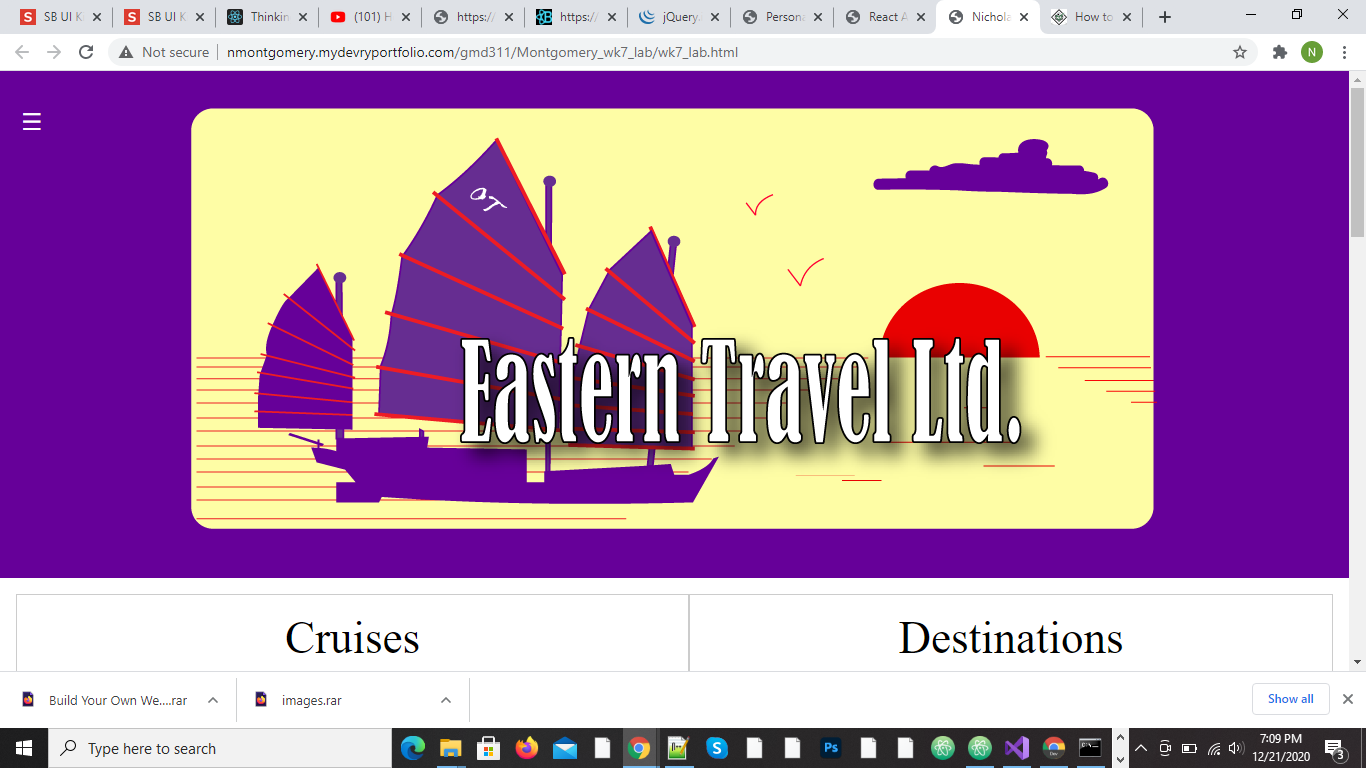 SB UI K
SB UI K
Thinkin
(101) H
https:/
https:/
jQuery.
Persona
React A
Nichola
How to
Not secure
nmontgomery.mydevryportfolio.com/gmd311/Montgomery_wk7_lab/wk7_lab.html
N
OT
Eastern Travel Ltd.
Cruises
Destinations
Build Your Own We....rar
images.rar
Show all
Type here to search
7:09 PM
12/21/2020
3